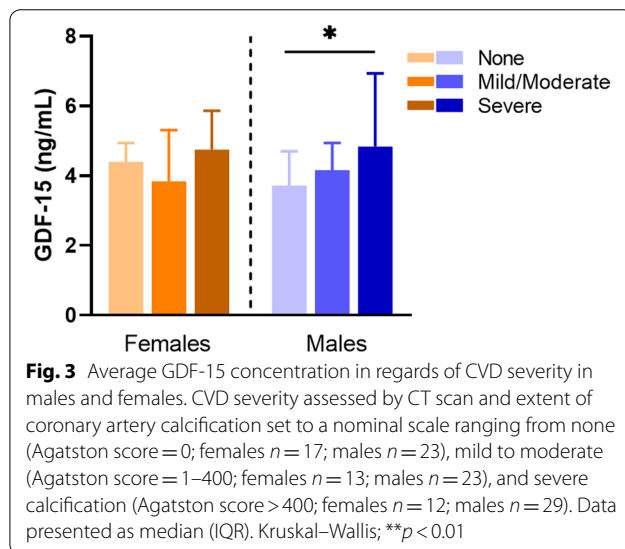 8
6
4
2
0
GDF-15 (ng/mL)
*
None
Mild/Moderate
Severe
Females
Males
Fig. 3 Average GDF-15 concentration in regards of CVD severity in
males and females. CVD severity assessed by CT scan and extent of
coronary artery calcification set to a nominal scale ranging from none
(Agatston score = 0; females n = 17; males n = 23), mild to moderate
(Agatston score = 1–400; females n = 13; males n = 23), and severe
calcification (Agatston score > 400; females n = 12; males n = 29). Data
presented as median (IQR). Kruskal–Wallis; **p < 0.01